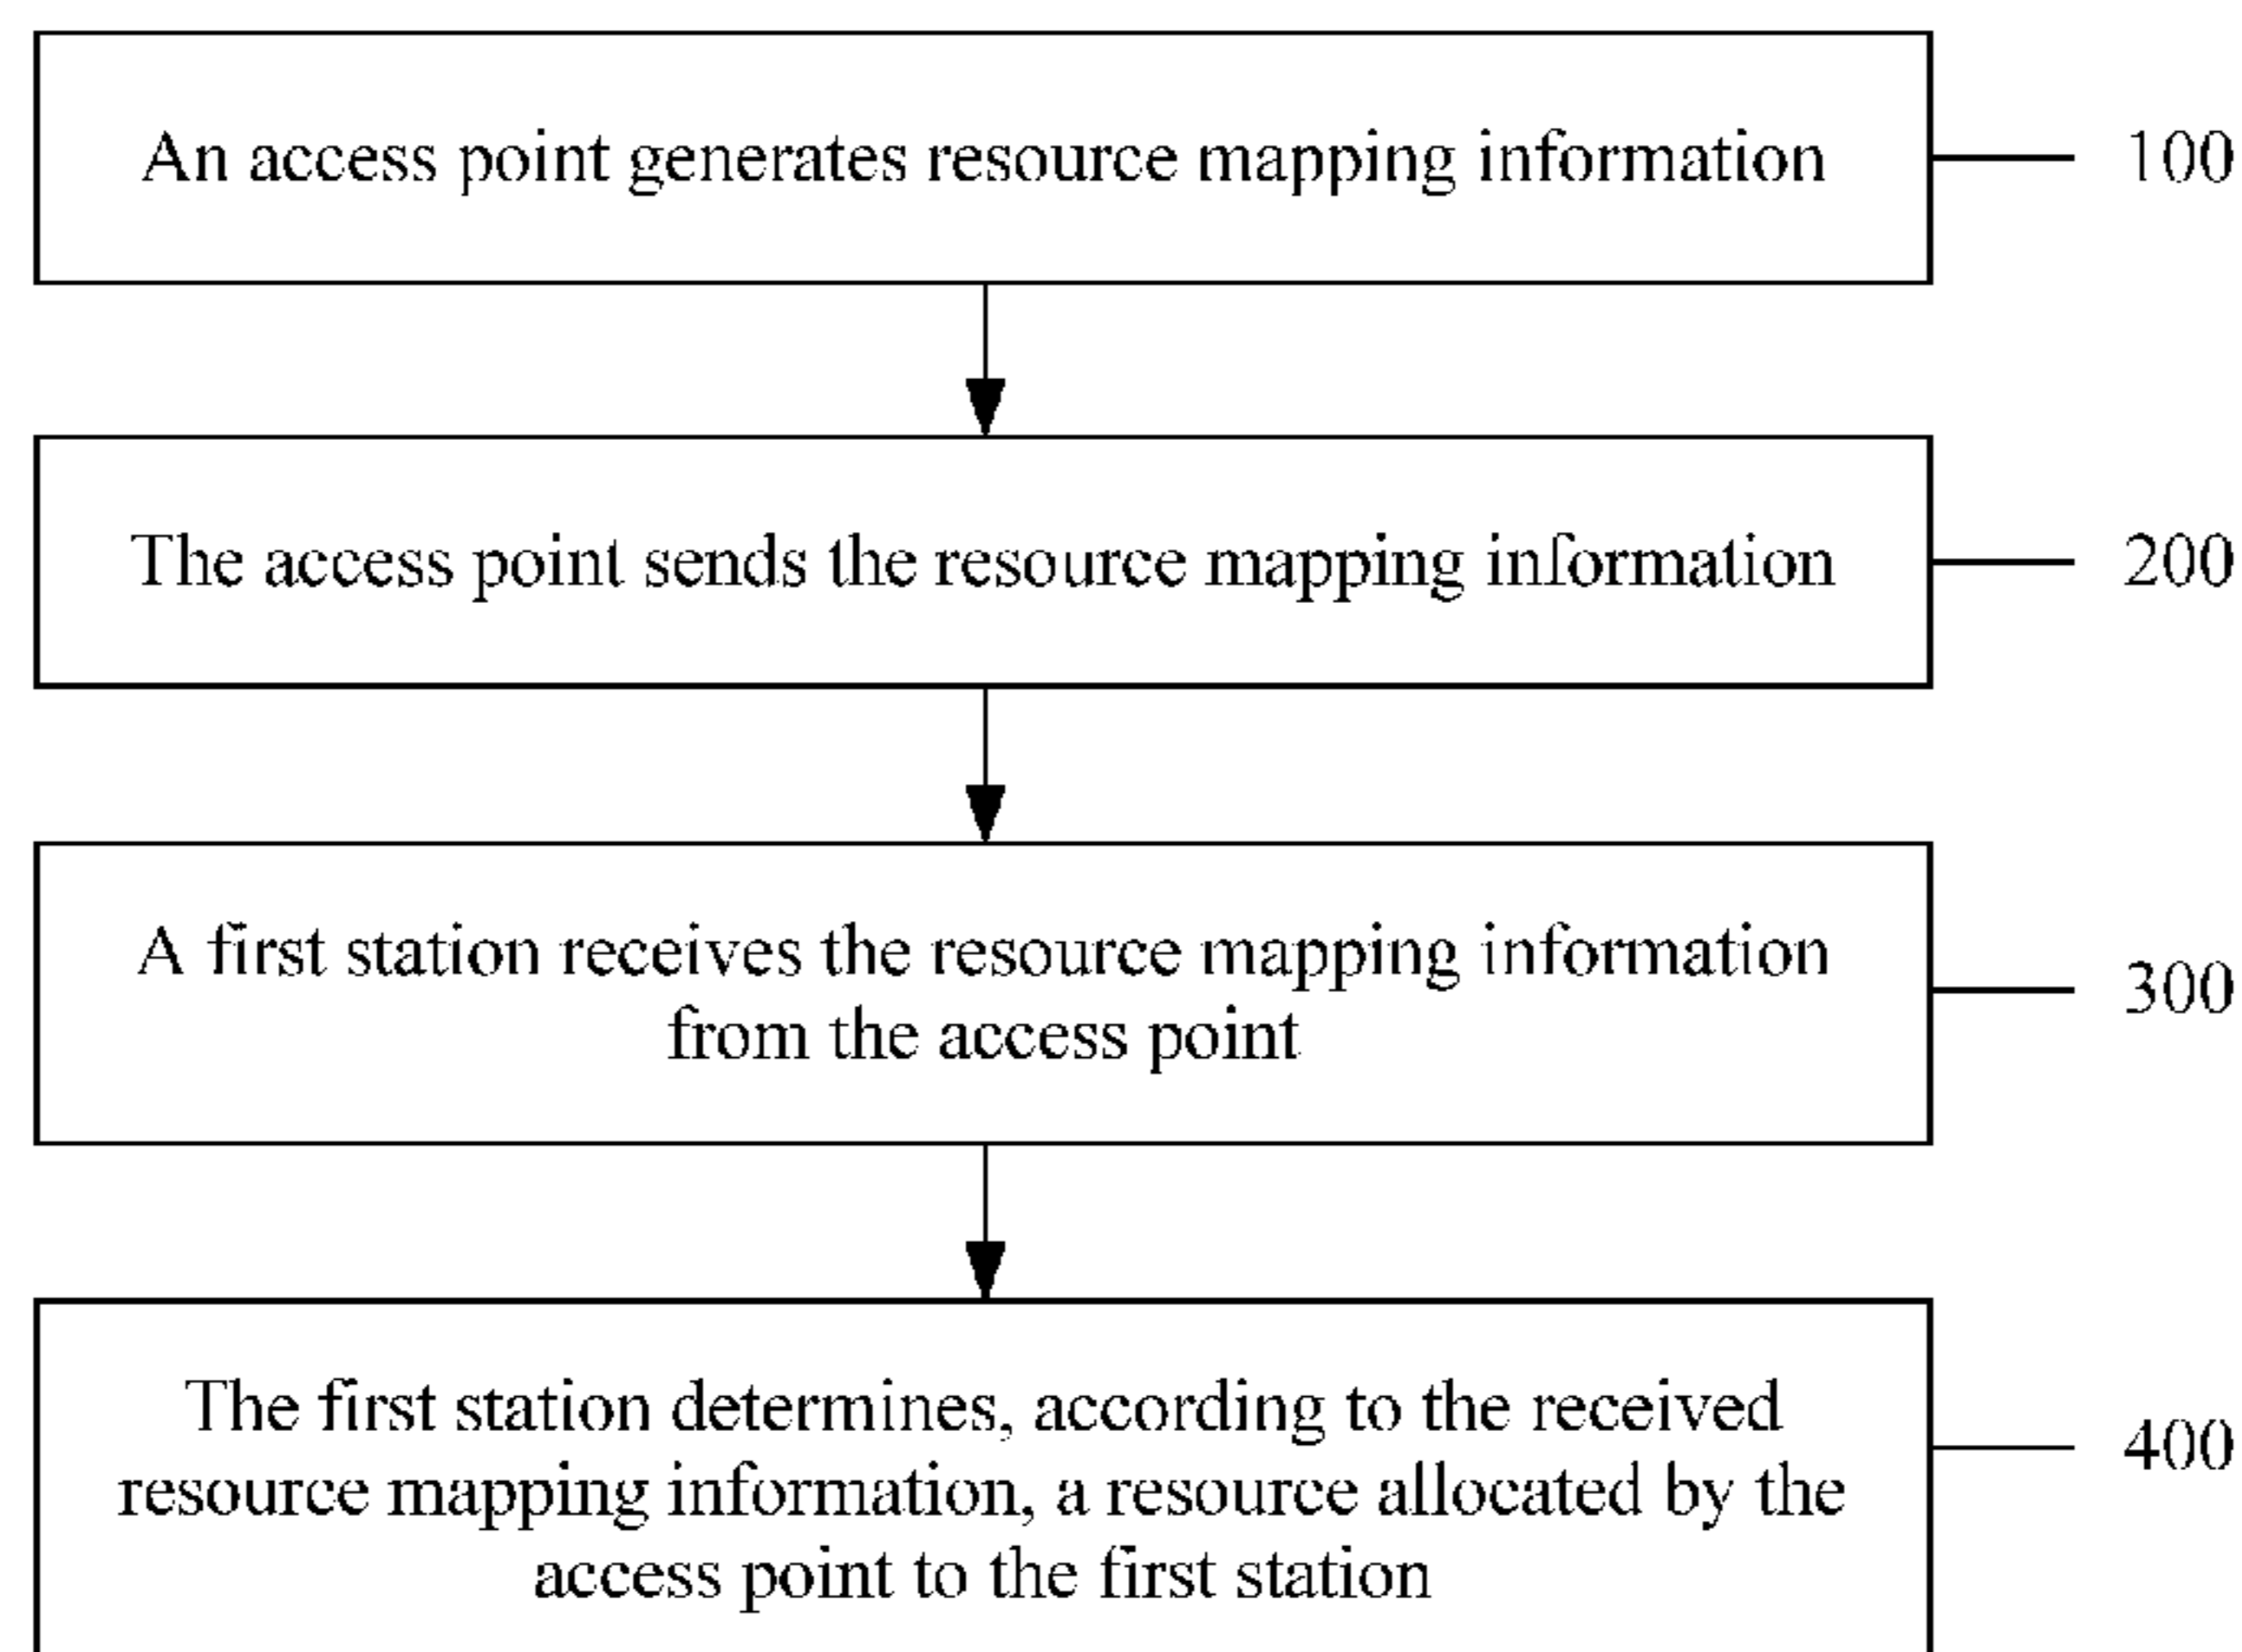 An access point generates resource mapping information
100
The access point sends the resource mapping information
200
A first station receives the resource mapping information
from the access point
300
The first station determines, according to the received
resource mapping information, a resource allocated by the
access point to the first station
400